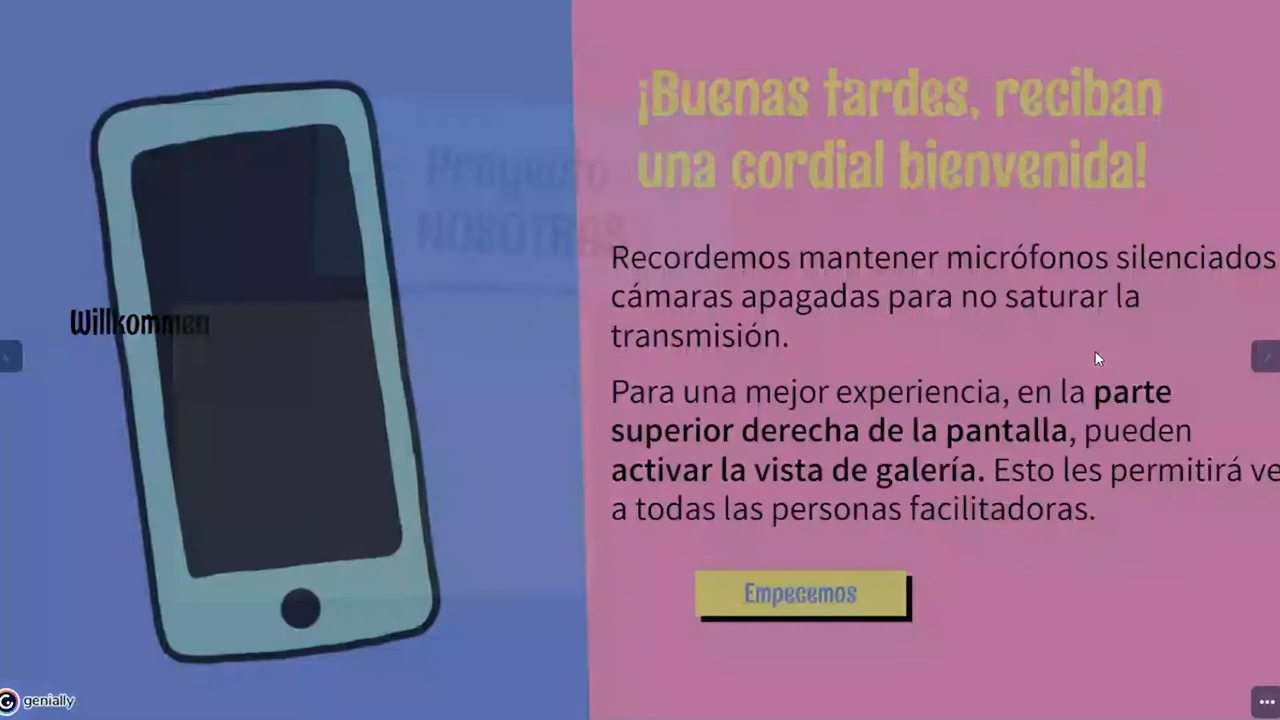 ¡Buenas tardes, reciban
una cordial bienvenida!
Proyecto
NOSOTRAS
Recordemos mantener micrófonos silenciados
cámaras apagadas para no saturar la
transmisión.
Willkommen
Para una mejor experiencia, en la parte
superior derecha de la pantalla, pueden
activar la vista de galería. Esto les permitirá ve
a todas las personas facilitadoras.
Empecemos
genially